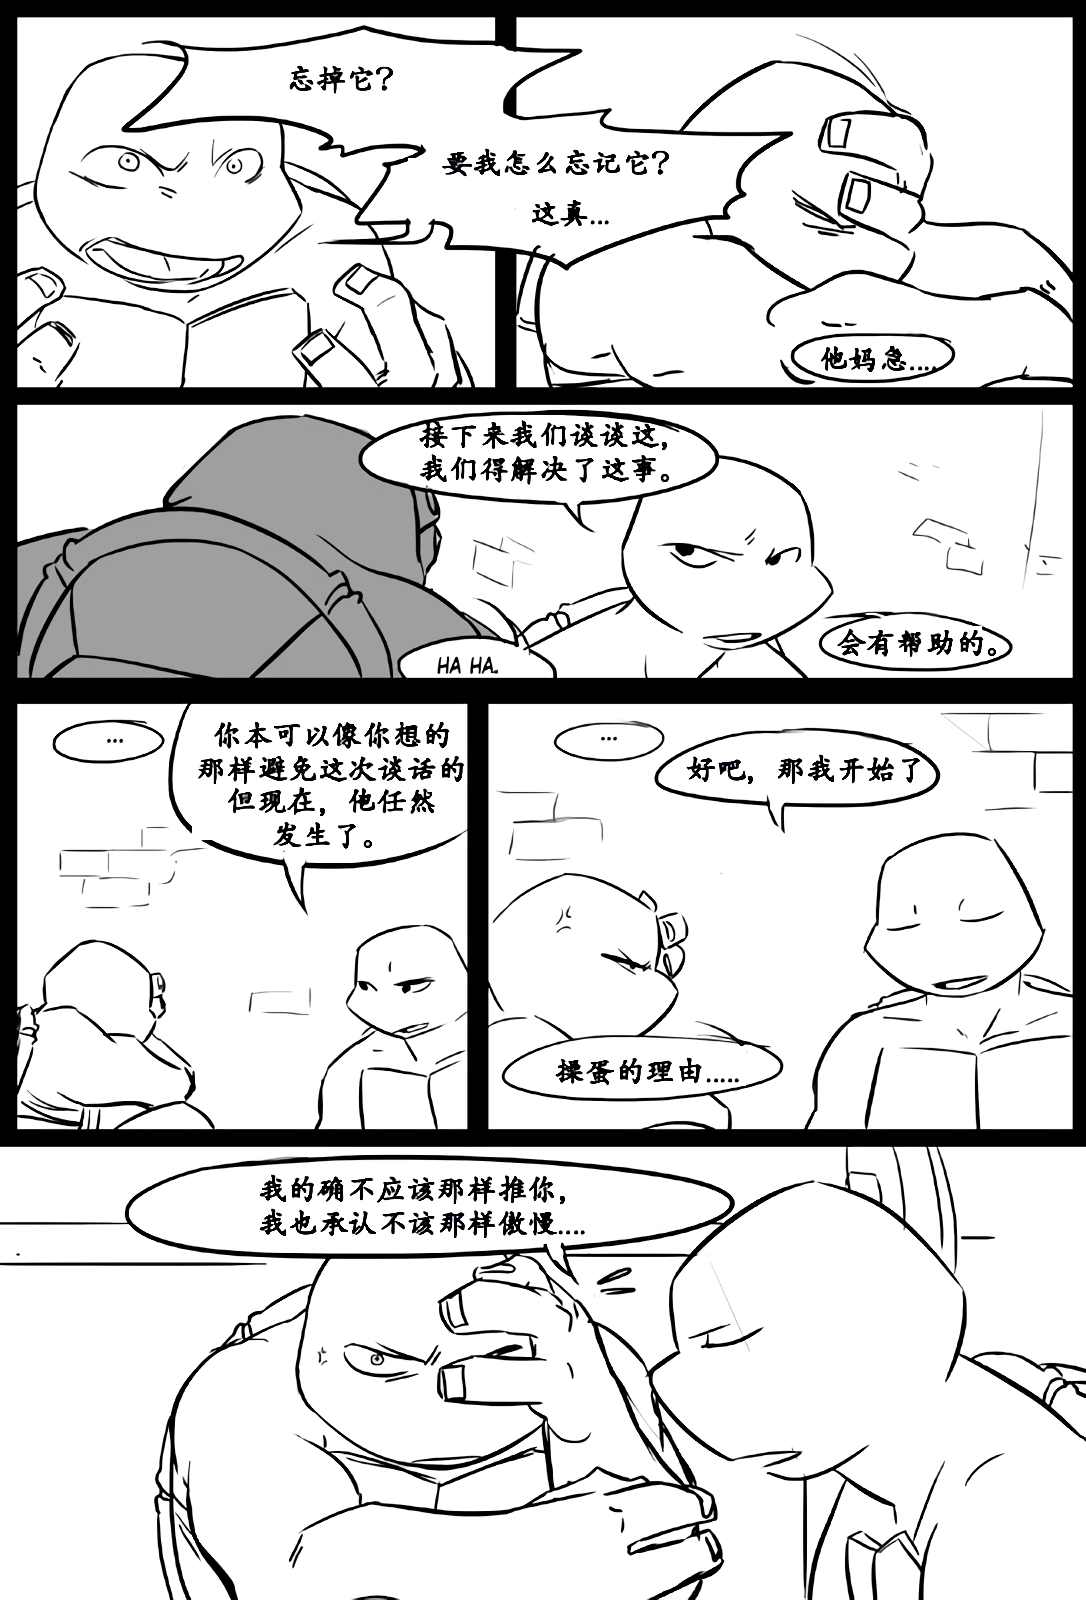 忘掉它？
要我怎么忘记它？
这真...
他妈急....
接下来我们谈谈这，
我们得解决了这事。
HA HA.
会有帮助的。
...
你本可以像你想的
那样避免这次谈话的
但现在，他任然
发生了。
...
好吧，那我开始了
操蛋的理由.....
我的确不应该那样推你，
我也承认不该那样傲慢....